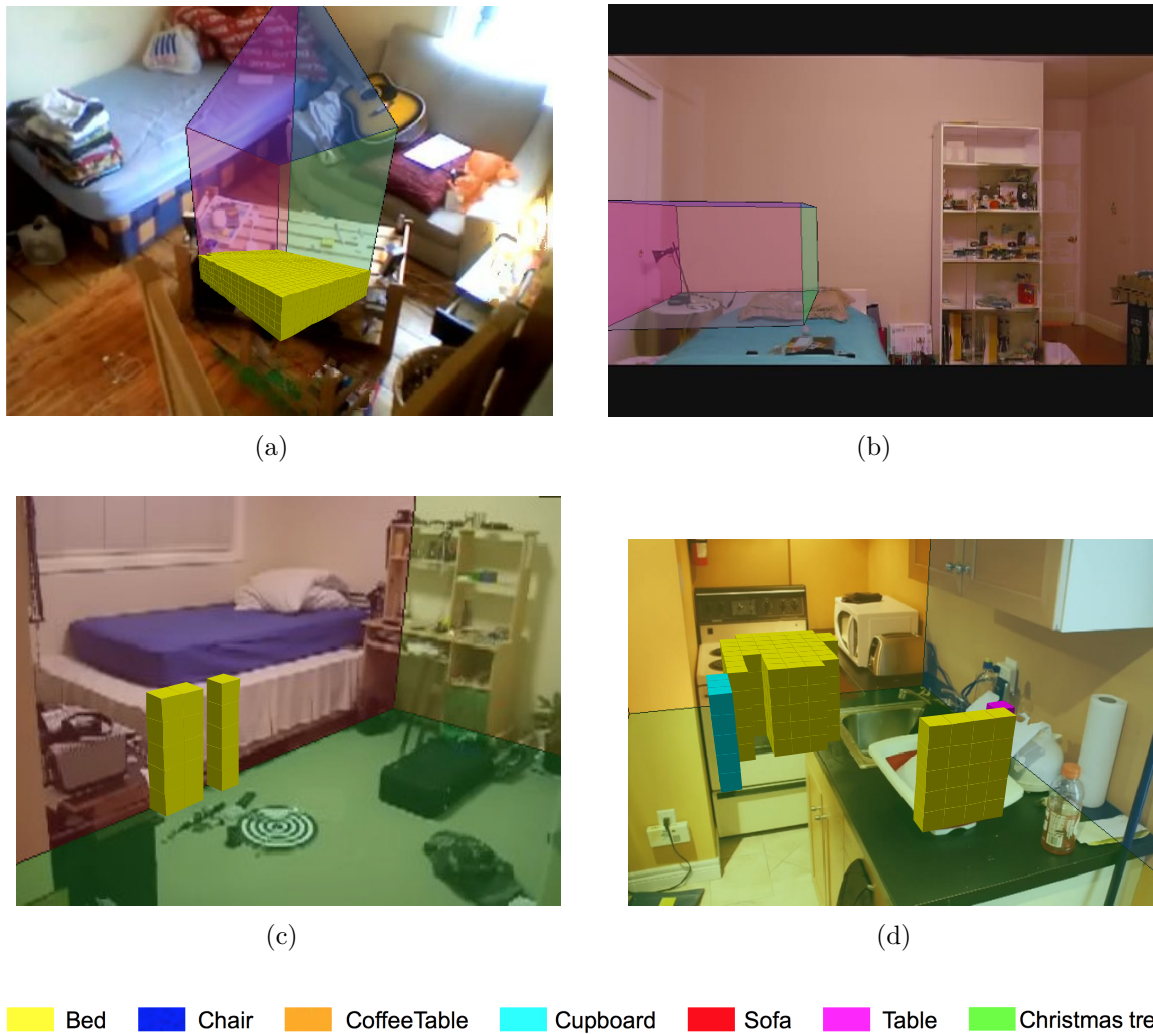 (a)
(b)
(c)
(d)
Bed
Chair
CoffeeTable
Cupboard
Sofa
Table
Christmas tre